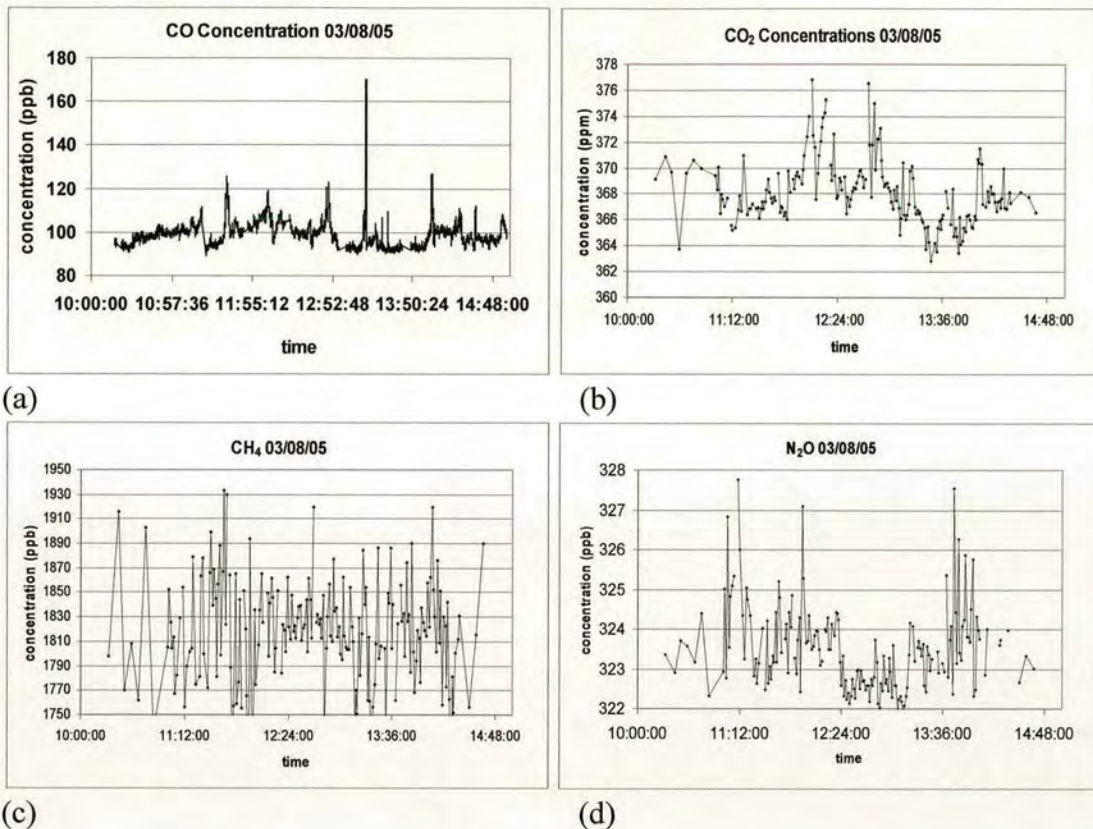 CO Concentration 03/08/05
concentration (ppb)
180
160
140
120
100
80
10:00:00 10:57:36 11:55:12 12:52:48 13:50:24 14:48:00
time
(a)
CO₂ Concentrations 03/08/05
concentration (ppm)
378
376
374
372
370
368
366
364
362
360
10:00:00 11:12:00 12:24:00 13:36:00 14:48:00
time
(b)
CH₄ 03/08/05
concentration (ppb)
1950
1930
1910
1890
1870
1850
1830
1810
1790
1770
1750
10:00:00 11:12:00 12:24:00 13:36:00 14:48:00
time
(c)
N₂O 03/08/05
concentration (ppb)
328
327
326
325
324
323
322
10:00:00 11:12:00 12:24:00 13:36:00 14:48:00
time
(d)